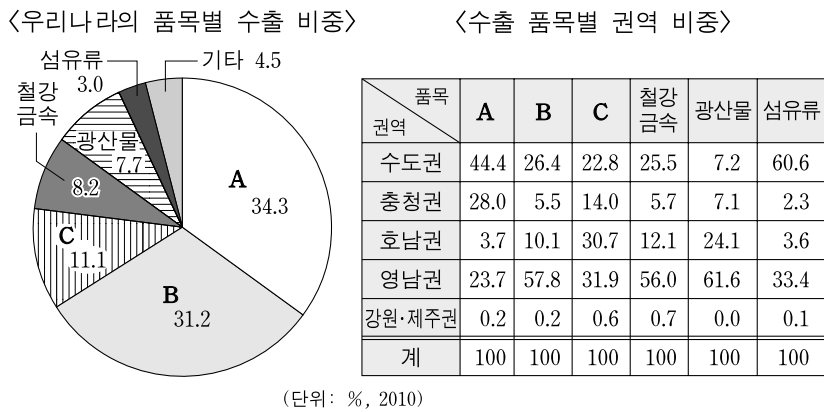 〈우리나라의 품목별 수출 비중〉
섬유류
3.0
기타 4.5
철강
금속
광산물
7.7
8.2
A
34.3
C
11.1
B
31.2
〈수출 품목별 권역 비중〉
품목
권역
A B C 철강 금속 광산물 섬유류
수도권 44.4 26.4 22.8 25.5 7.2 60.6
충청권 28.0 5.5 14.0 5.7 7.1 2.3
호남권 3.7 10.1 30.7 12.1 24.1 3.6
영남권 23.7 57.8 31.9 56.0 61.6 33.4
강원·제주권 0.2 0.2 0.6 0.7 0.0 0.1
계 100 100 100 100 100 100
(단위: %, 2010)